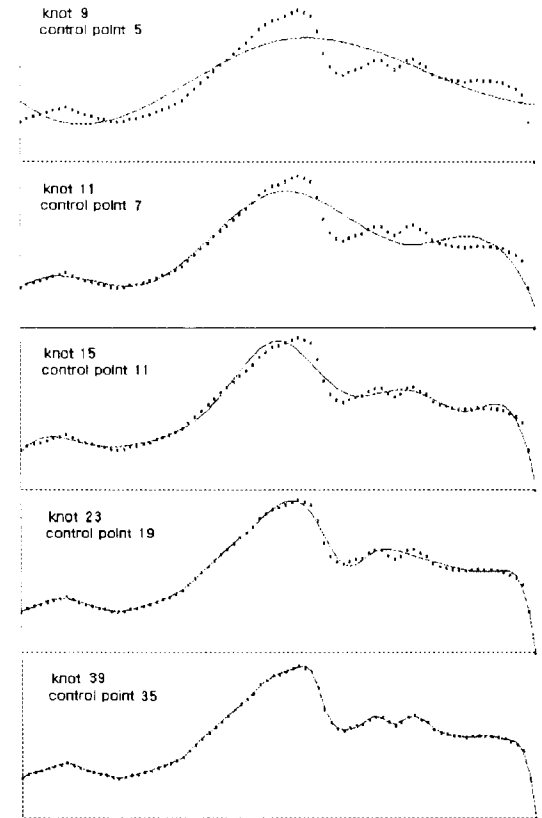 knot 9
control point 5
knot 11
control point 7
knot 15
control point 11
knot 23
control point 19
knot 39
control point 35